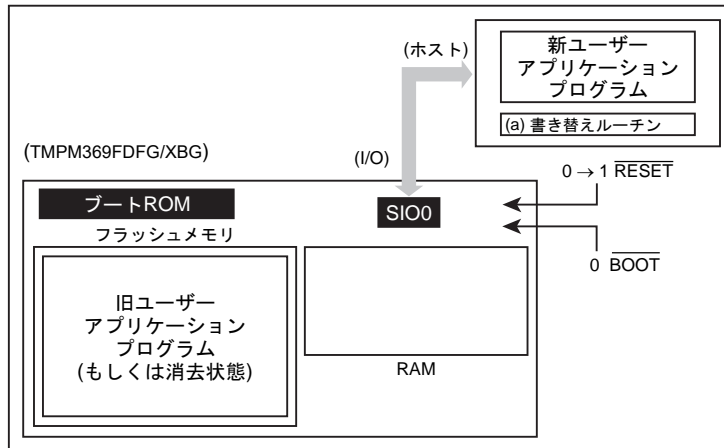 (ホスト)
新ユーザー
アプリケーション
プログラム
(a) 書き替えルーチン
(TMPM369FDFG/XBG)
(I/O)
0 → 1 RESET
ブートROM
SIO0
フラッシュメモリ
0 BOOT
旧ユーザー
アプリケーション
プログラム
(もしくは消去状態)
RAM